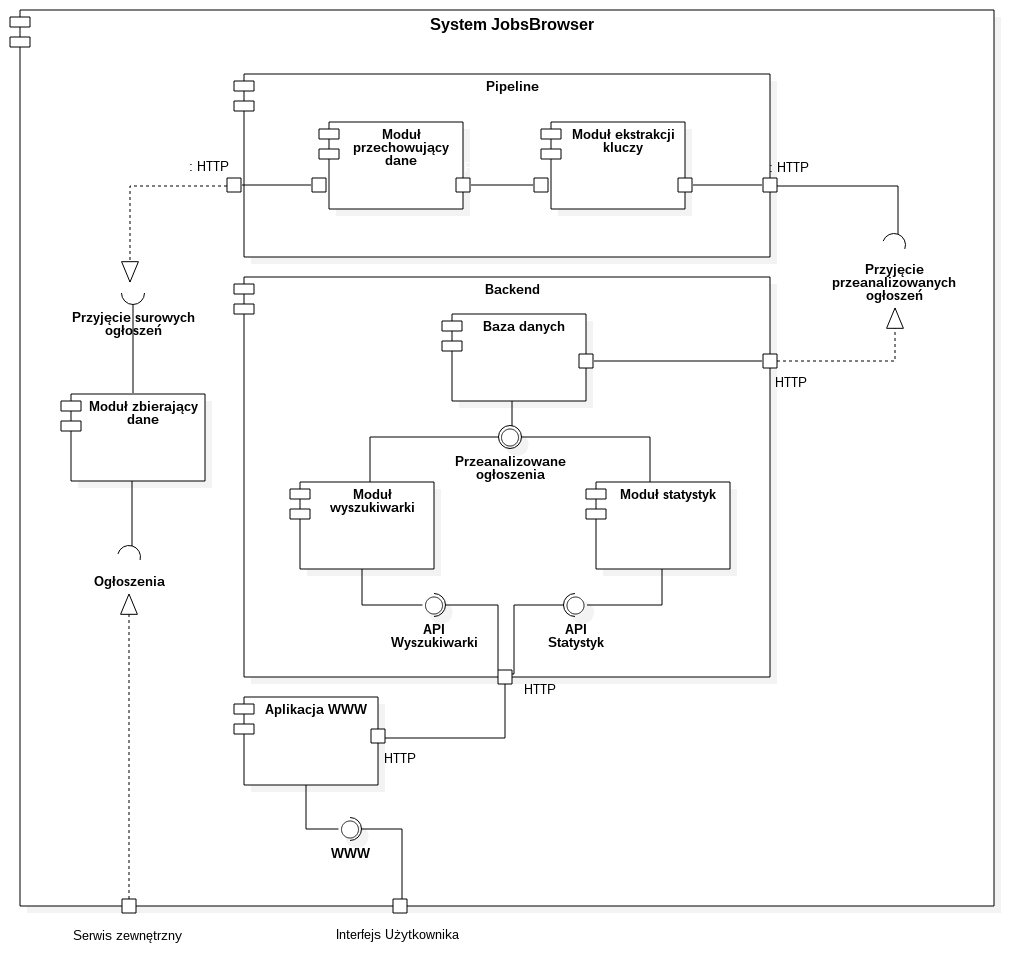 System JobsBrowser
Pipeline
Moduł
przechowujący
dane
Moduł ekstrakcji
kluczy
: HTTP
: HTTP
Przyjęcie surowych
ogłoszeń
Przyjęcie
przeanalizowanych
ogłoszeń
Backend
Baza danych
HTTP
Moduł zbierający
dane
Przeanalizowane
ogłoszenia
Moduł
wyszukiwarki
Moduł statystyk
Ogłoszenia
API
Wyszukiwarki
API
Statystyk
HTTP
Aplikacja WWW
HTTP
WWW
Serwis zewnętrzny
Interfejs Użytkownika